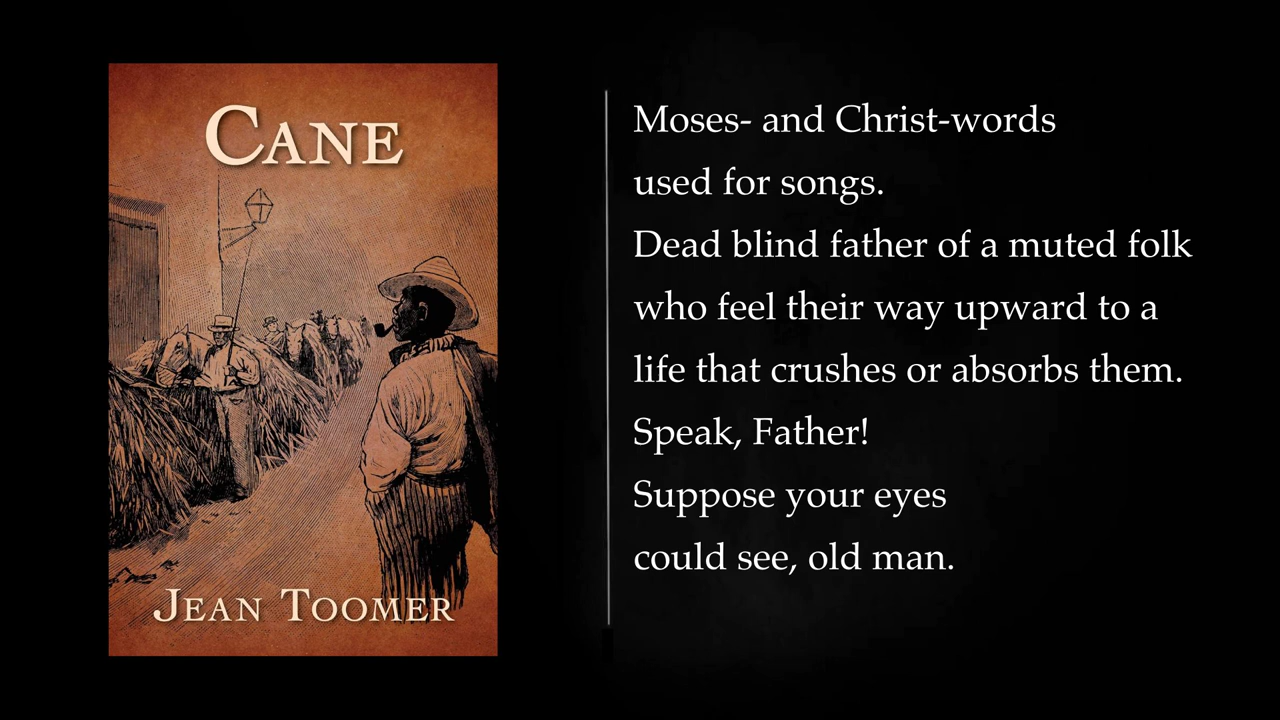 CANE
JEAN TOOMER
Moses- and Christ-words
used for songs.
Dead blind father of a muted folk
who feel their way upward to a
life that crushes or absorbs them.
Speak, Father!
Suppose your eyes
could see, old man.